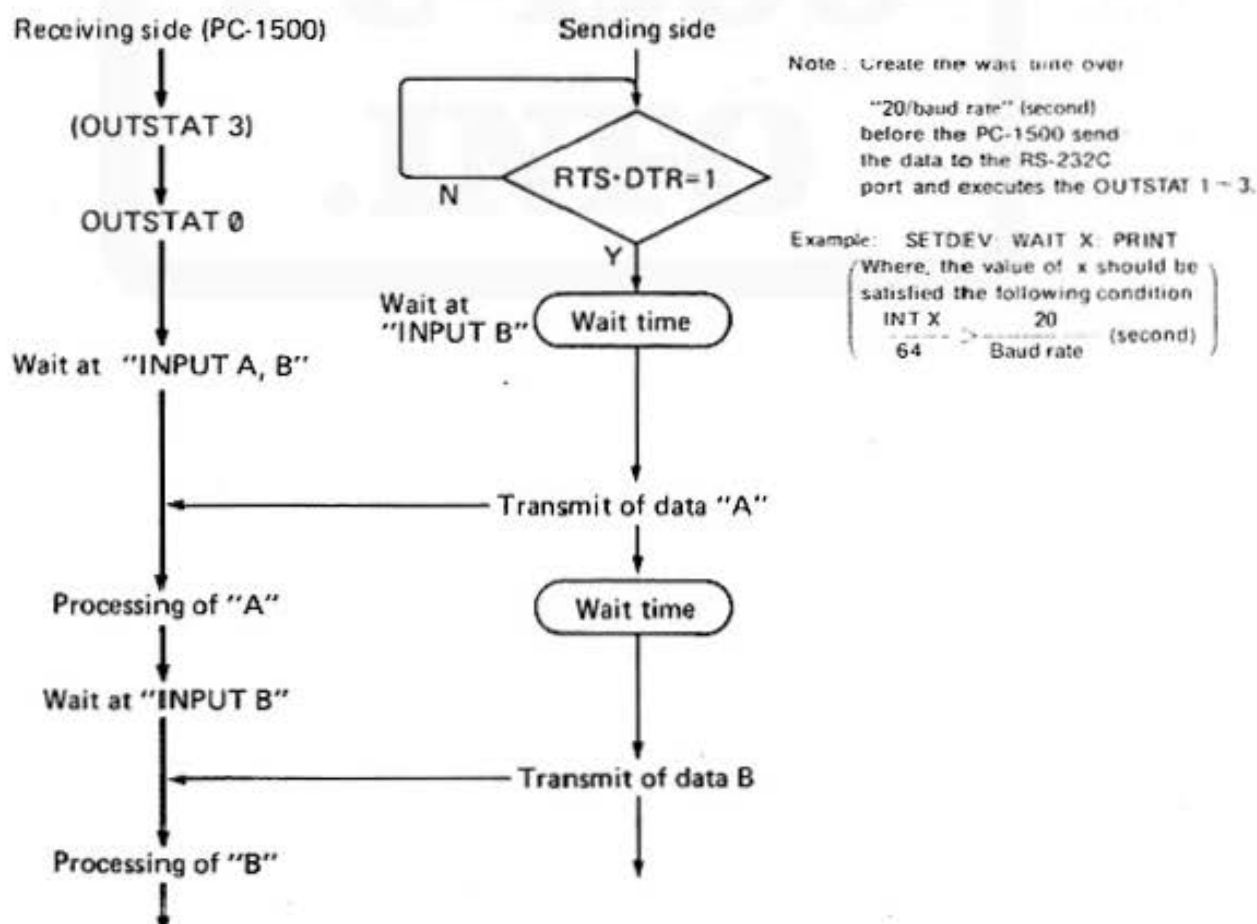 Receiving side (PC-1500)
(OUTSTAT 3)
OUTSTAT 0
Wait at "INPUT A, B"
Processing of "A"
Wait at "INPUT B"
Processing of "B"
Sending side
RTS·DTR=1
N
Y
Wait at
"INPUT B"
Wait time
Transmit of data "A"
Wait time
Transmit of data B
Note : Create the wait time over
"20/baud rate" (second)
before the PC-1500 send
the data to the RS-232C
port and executes the OUTSTAT 1 ~ 3.
Example: SETDEV: WAIT X: PRINT
(Where, the value of x should be
satisfied the following condition
INT X / 64 > 20 / Baud rate (second))